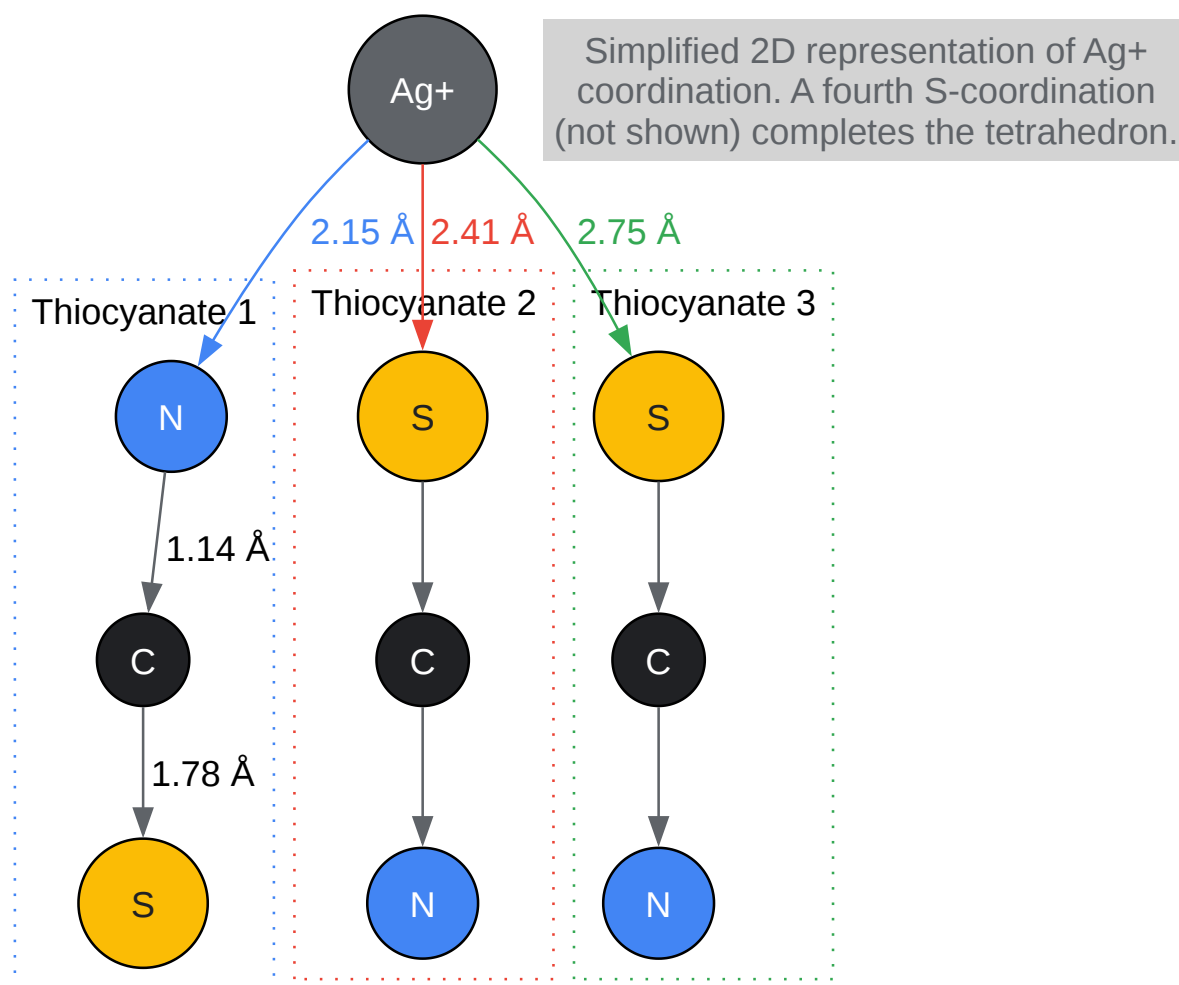 Ag+
Simplified 2D representation of Ag+
coordination. A fourth S-coordination
(not shown) completes the tetrahedron.
2.15 Å
2.41 Å
2.75 Å
Thiocyanate 1
Thiocyanate 2
Thiocyanate 3
N
S
S
1.14 Å
C
C
C
1.78 Å
S
N
N